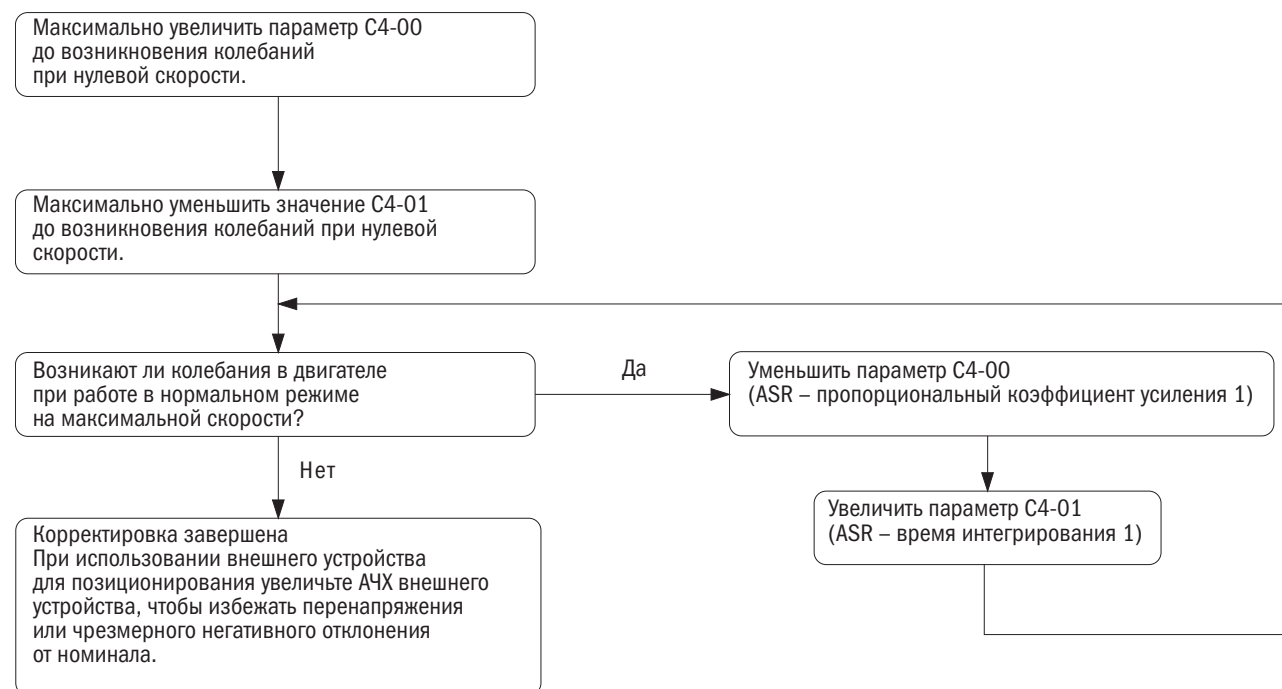 Максимально увеличить параметр C4-00
до возникновения колебаний
при нулевой скорости.
Максимально уменьшить значение C4-01
до возникновения колебаний при нулевой
скорости.
Возникают ли колебания в двигателе
при работе в нормальном режиме
на максимальной скорости?
Да
Уменьшить параметр C4-00
(ASR – пропорциональный коэффициент усиления 1)
Нет
Увеличить параметр C4-01
(ASR – время интегрирования 1)
Корректировка завершена
При использовании внешнего устройства
для позиционирования увеличьте АЧХ внешнего
устройства, чтобы избежать перенапряжения
или чрезмерного негативного отклонения
от номинала.